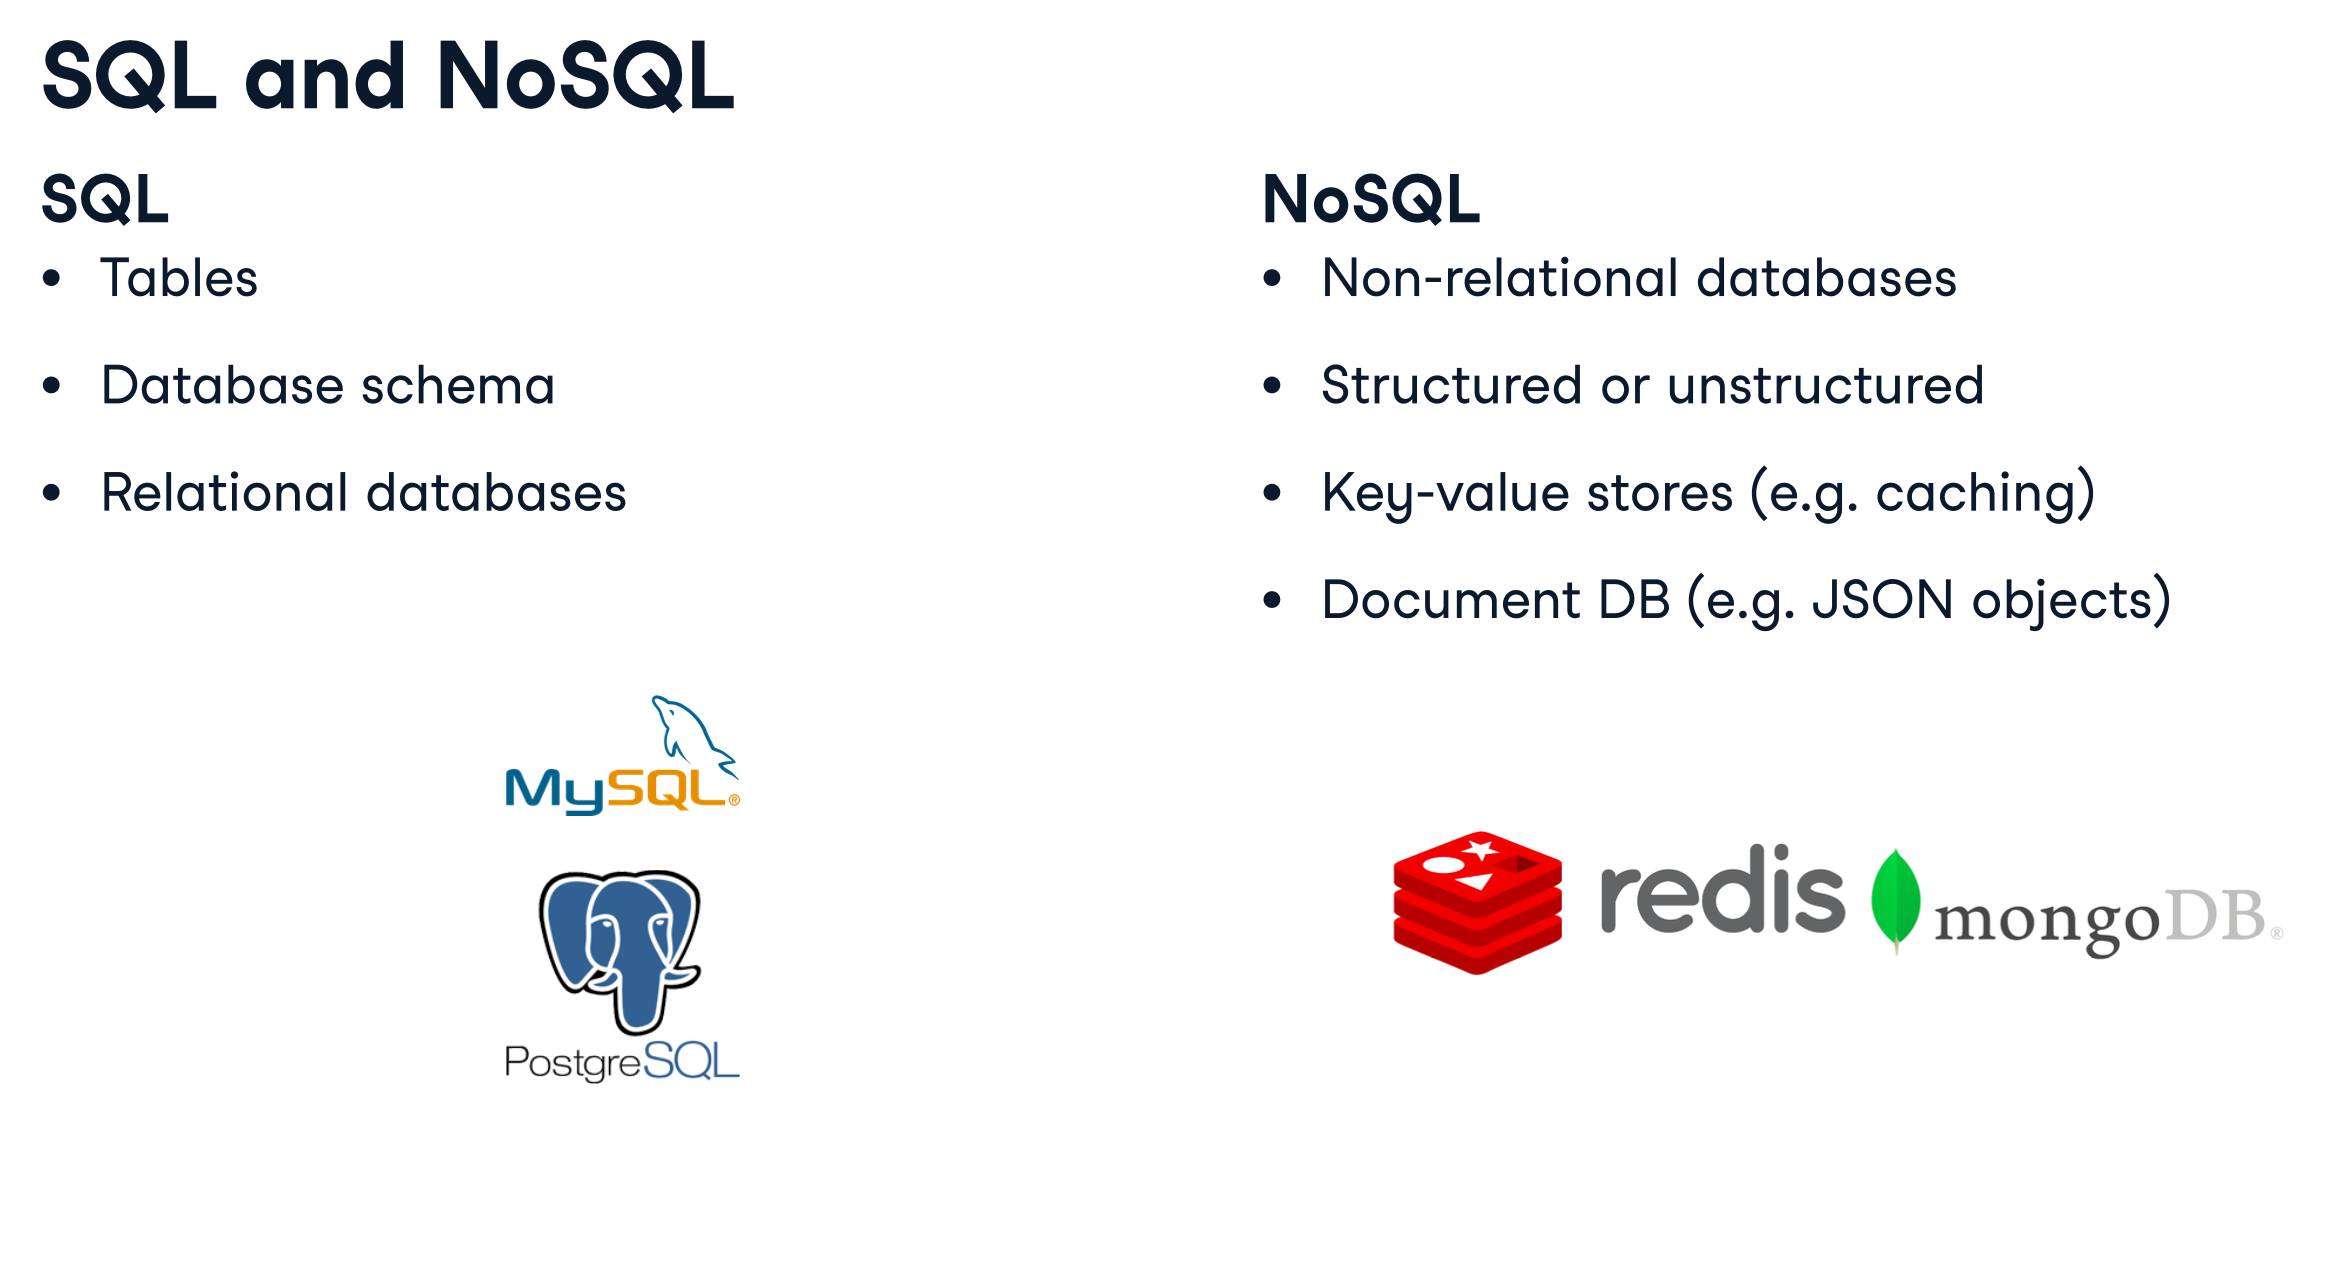 SQL and NoSQL
SQL
• Tables
• Database schema
• Relational databases
MySQL®
PostgreSQL
NoSQL
• Non-relational databases
• Structured or unstructured
• Key-value stores (e.g. caching)
• Document DB (e.g. JSON objects)
redis
mongoDB®